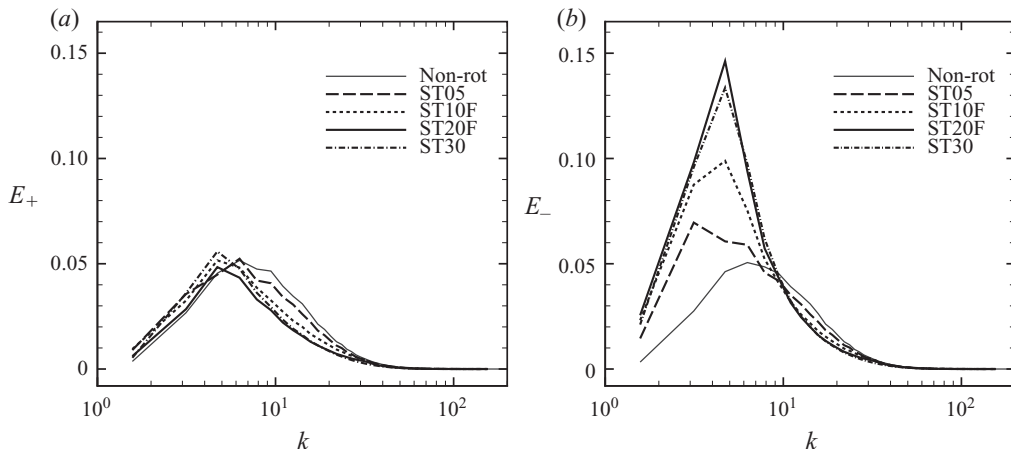 (a)
0.15
0.10
0.05
0
E+
Non-rot
ST05
ST10F
ST20F
ST30
10^0
10^1
10^2
k
(b)
0.15
0.10
0.05
0
E−
Non-rot
ST05
ST10F
ST20F
ST30
10^0
10^1
10^2
k